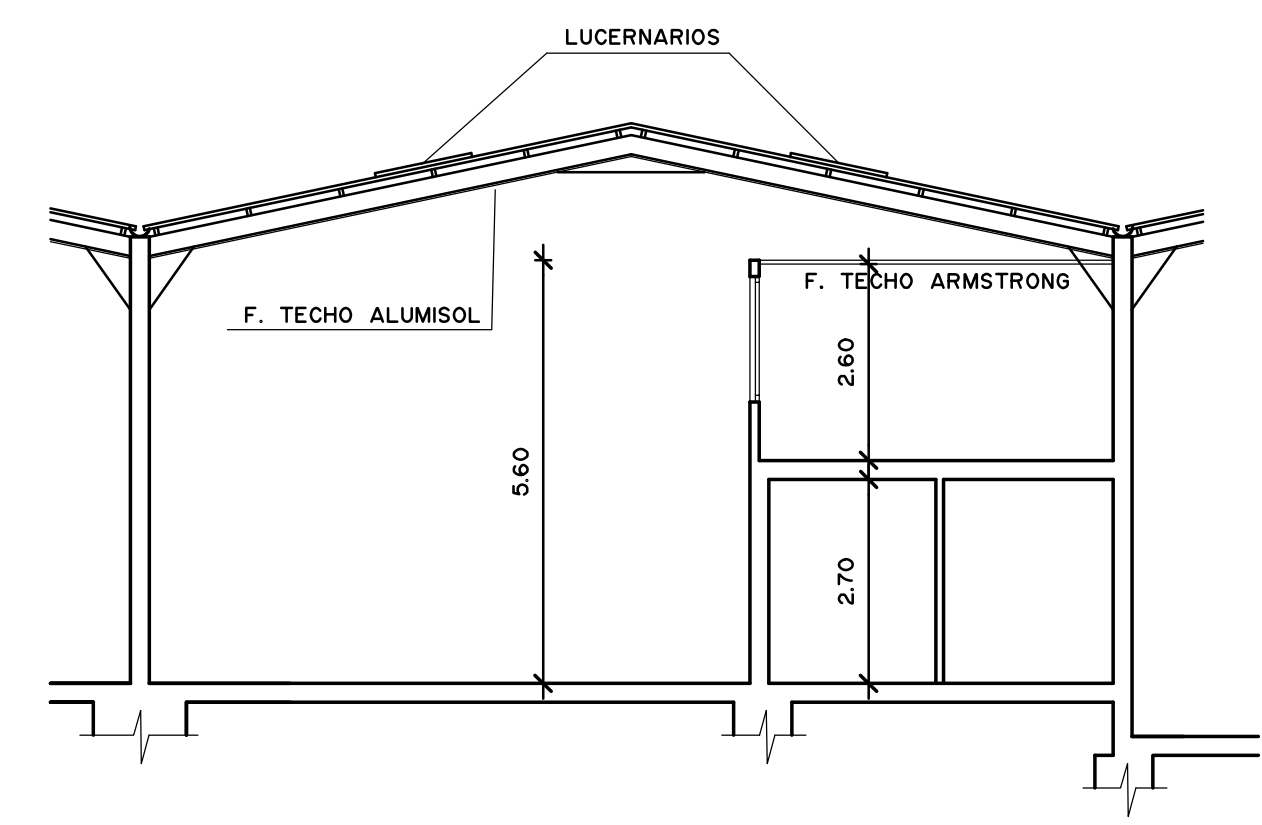 LUCERNARIOS
F. TECHO ARMSTRONG
F. TECHO ALUMISOL
2.60
5.60
2.70